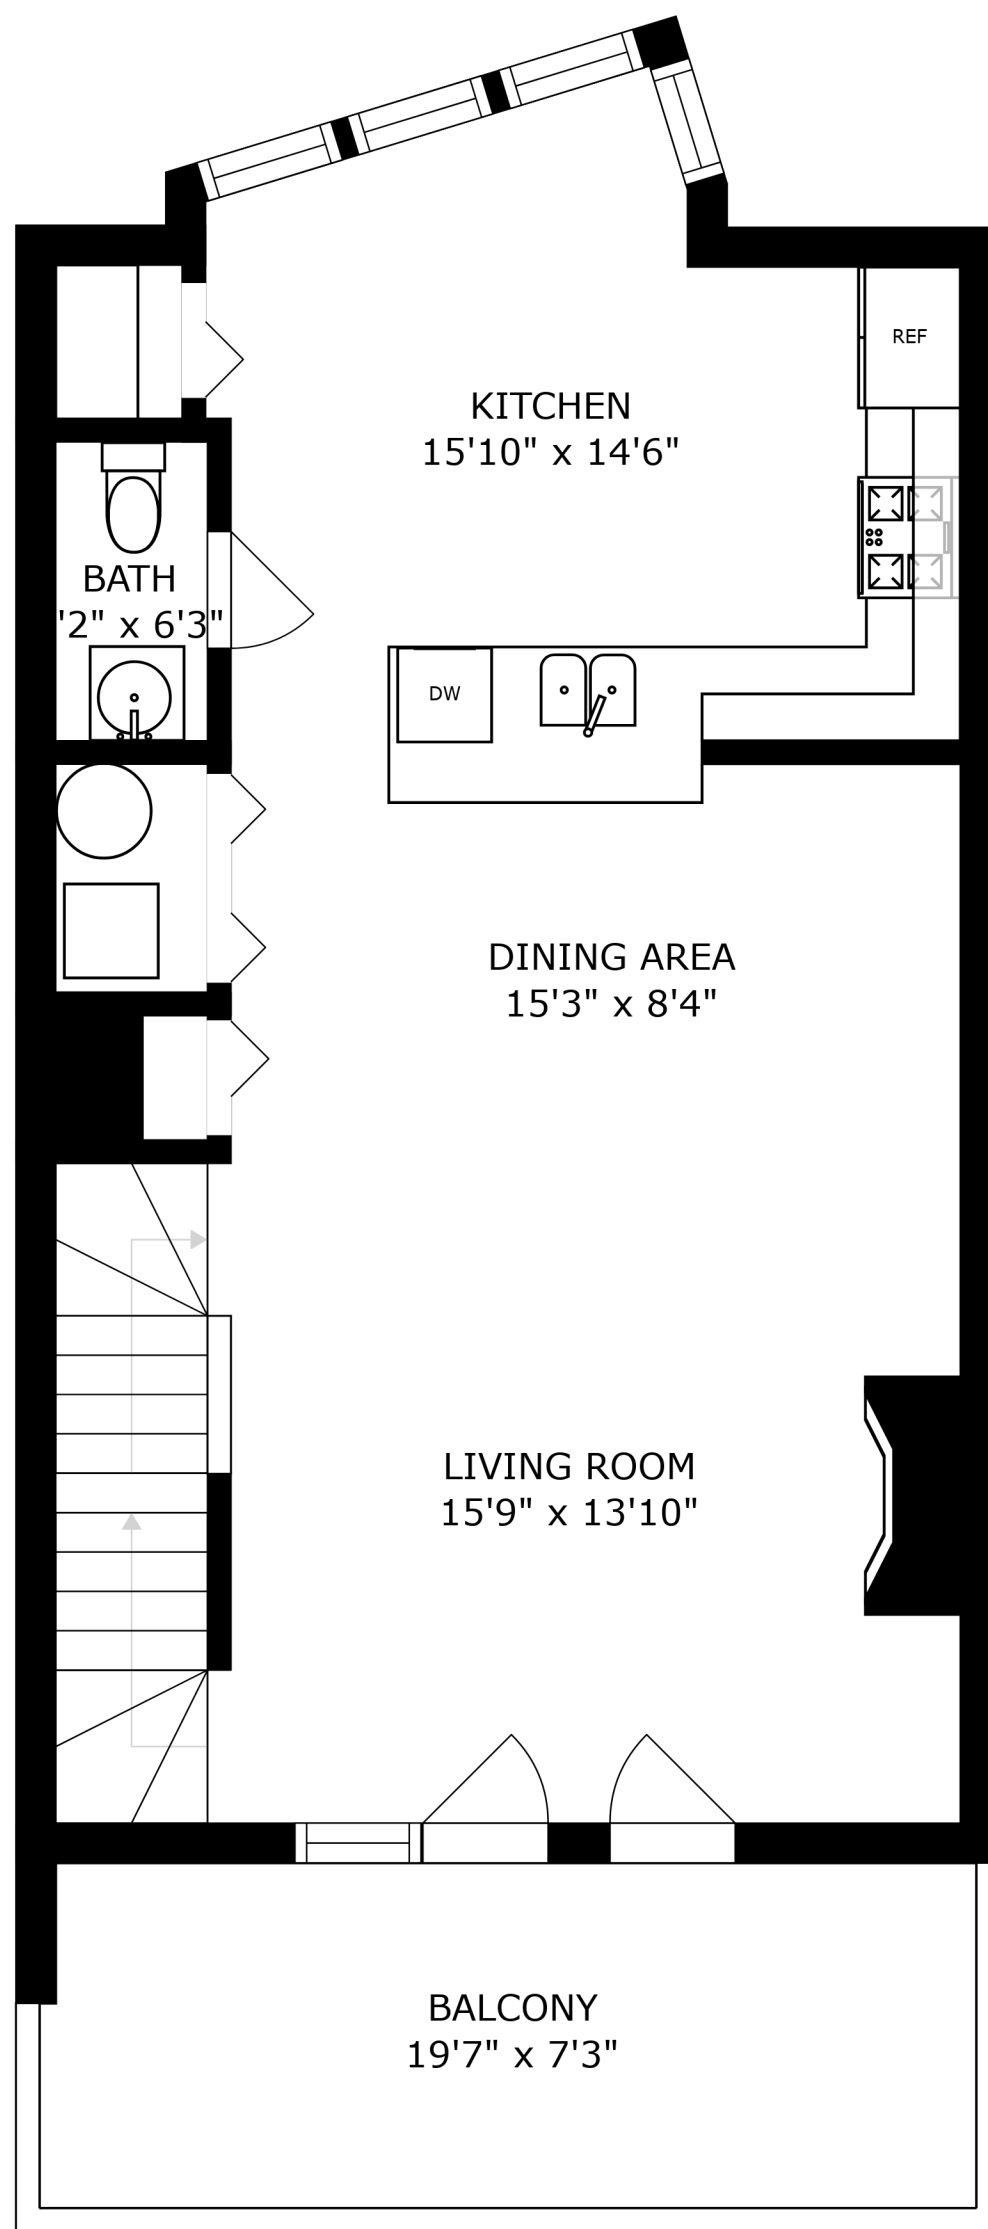 REF
KITCHEN
15'10" x 14'6"
BATH
'2" x 6'3"
DW
DINING AREA
15'3" x 8'4"
LIVING ROOM
15'9" x 13'10"
BALCONY
19'7" x 7'3"